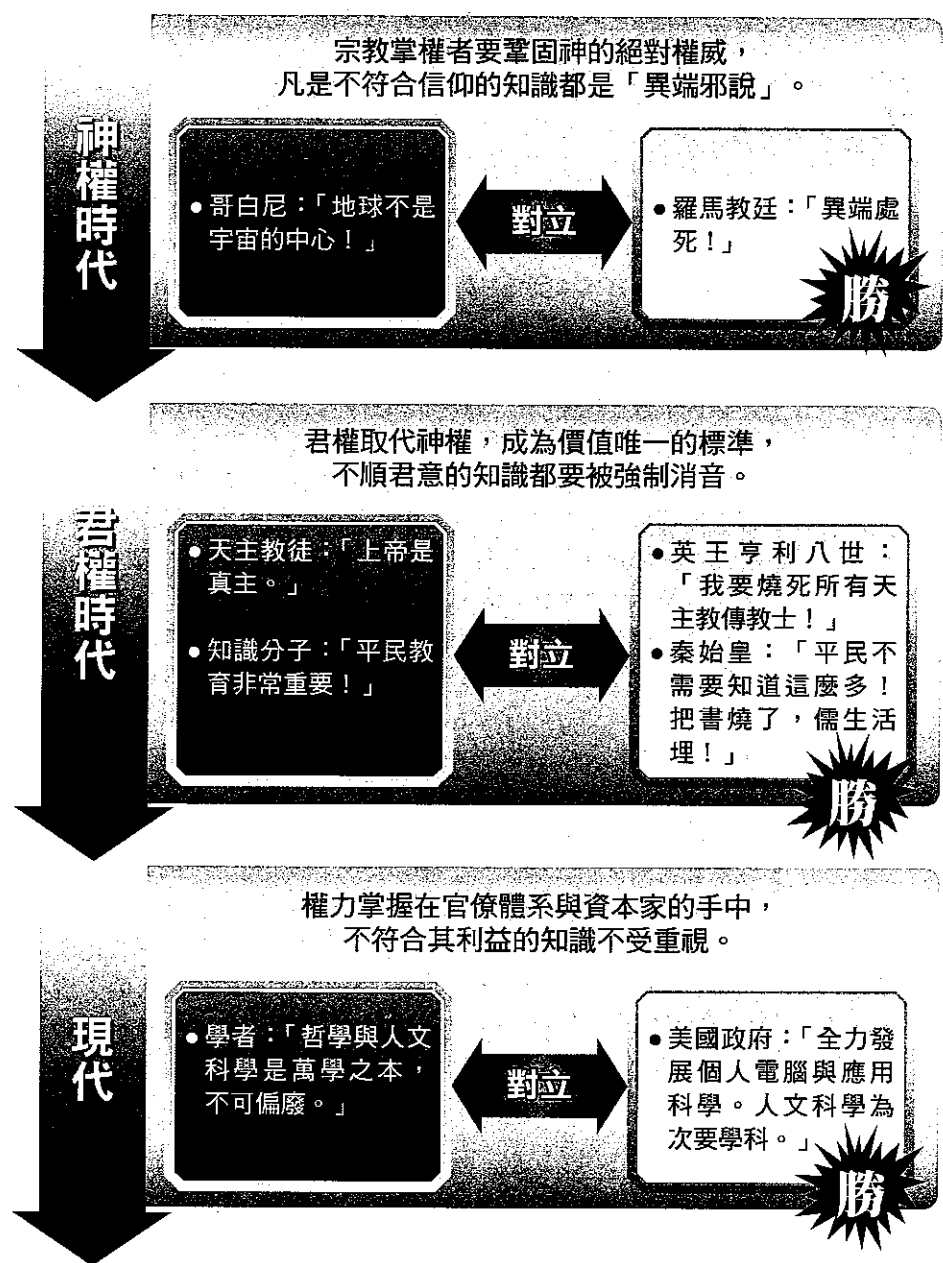 宗教掌權者要鞏固神的絕對權威，
凡是不符合信仰的知識都是「異端邪說」。
神權時代
●哥白尼：「地球不是
宇宙的中心！」
對立
●羅馬教廷：「異端處
死！」
勝
君權取代神權，成為價值唯一的標準，
不順君意的知識都要被強制消音。
君權時代
●天主教徒：「上帝是
真主。」
●知識分子：「平民教
育非常重要！」
對立
●英王亨利八世：
「我要燒死所有天
主教傳教士！」
●秦始皇：「平民不
需要知道這麼多！
把書燒了，儒生活
埋！」
勝
權力掌握在官僚體系與資本家的手中，
不符合其利益的知識不受重視。
現代
●學者：「哲學與人文
科學是萬學之本，
不可偏廢。」
對立
●美國政府：「全力發
展個人電腦與應用
科學。人文科學為
次要學科。」
勝